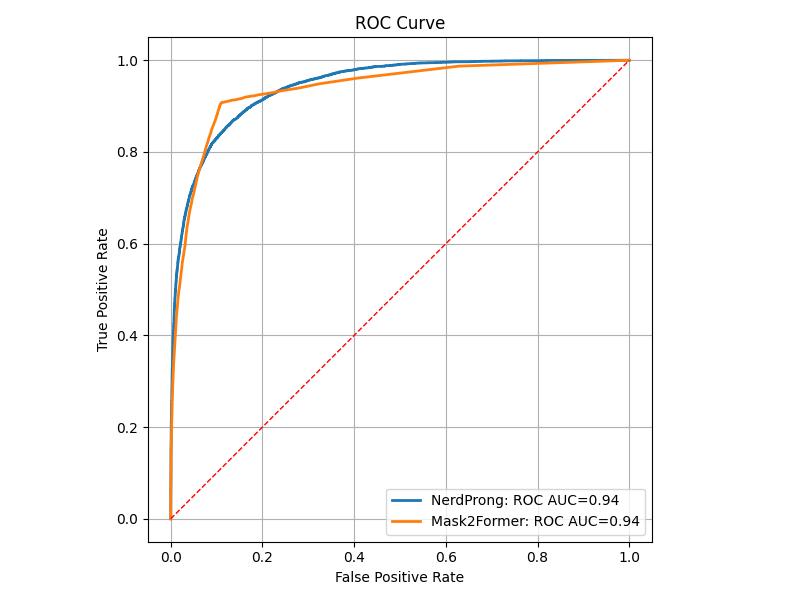 ROC Curve
True Positive Rate
1.0
0.8
0.6
0.4
0.2
0.0
0.0 0.2 0.4 0.6 0.8 1.0
False Positive Rate
NerdProng: ROC AUC=0.94
Mask2Former: ROC AUC=0.94